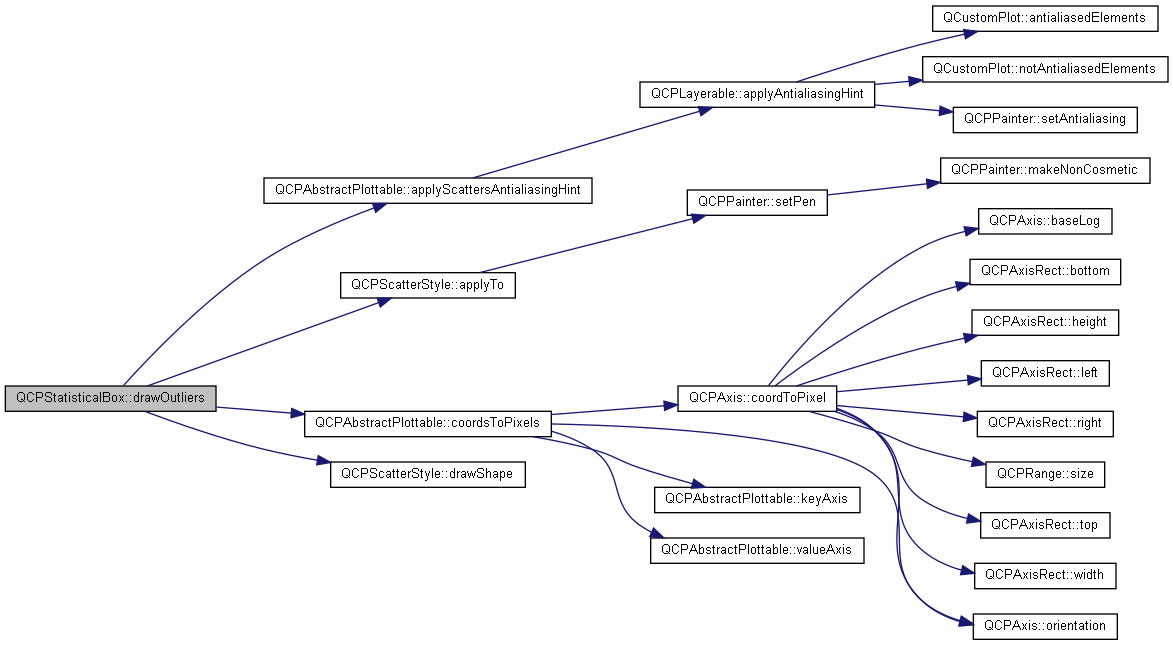 QCustomPlot::antialiasedElements
QCustomPlot::notAntialiasedElements
QCPLayerable::applyAntialiasingHint
QCPPainter::setAntialiasing
QCPAbstractPlottable::applyScattersAntialiasingHint
QCPPainter::makeNonCosmetic
QCPPainter::setPen
QCPAxis::baseLog
QCPScatterStyle::applyTo
QCPAxisRect::bottom
QCPAxisRect::height
QCPAxisRect::left
QCPStatisticalBox::drawOutliers
QCPAxis::coordToPixel
QCPAbstractPlottable::coordsToPixels
QCPAxisRect::right
QCPScatterStyle::drawShape
QCPRange::size
QCPAbstractPlottable::keyAxis
QCPAxisRect::top
QCPAbstractPlottable::valueAxis
QCPAxisRect::width
QCPAxis::orientation